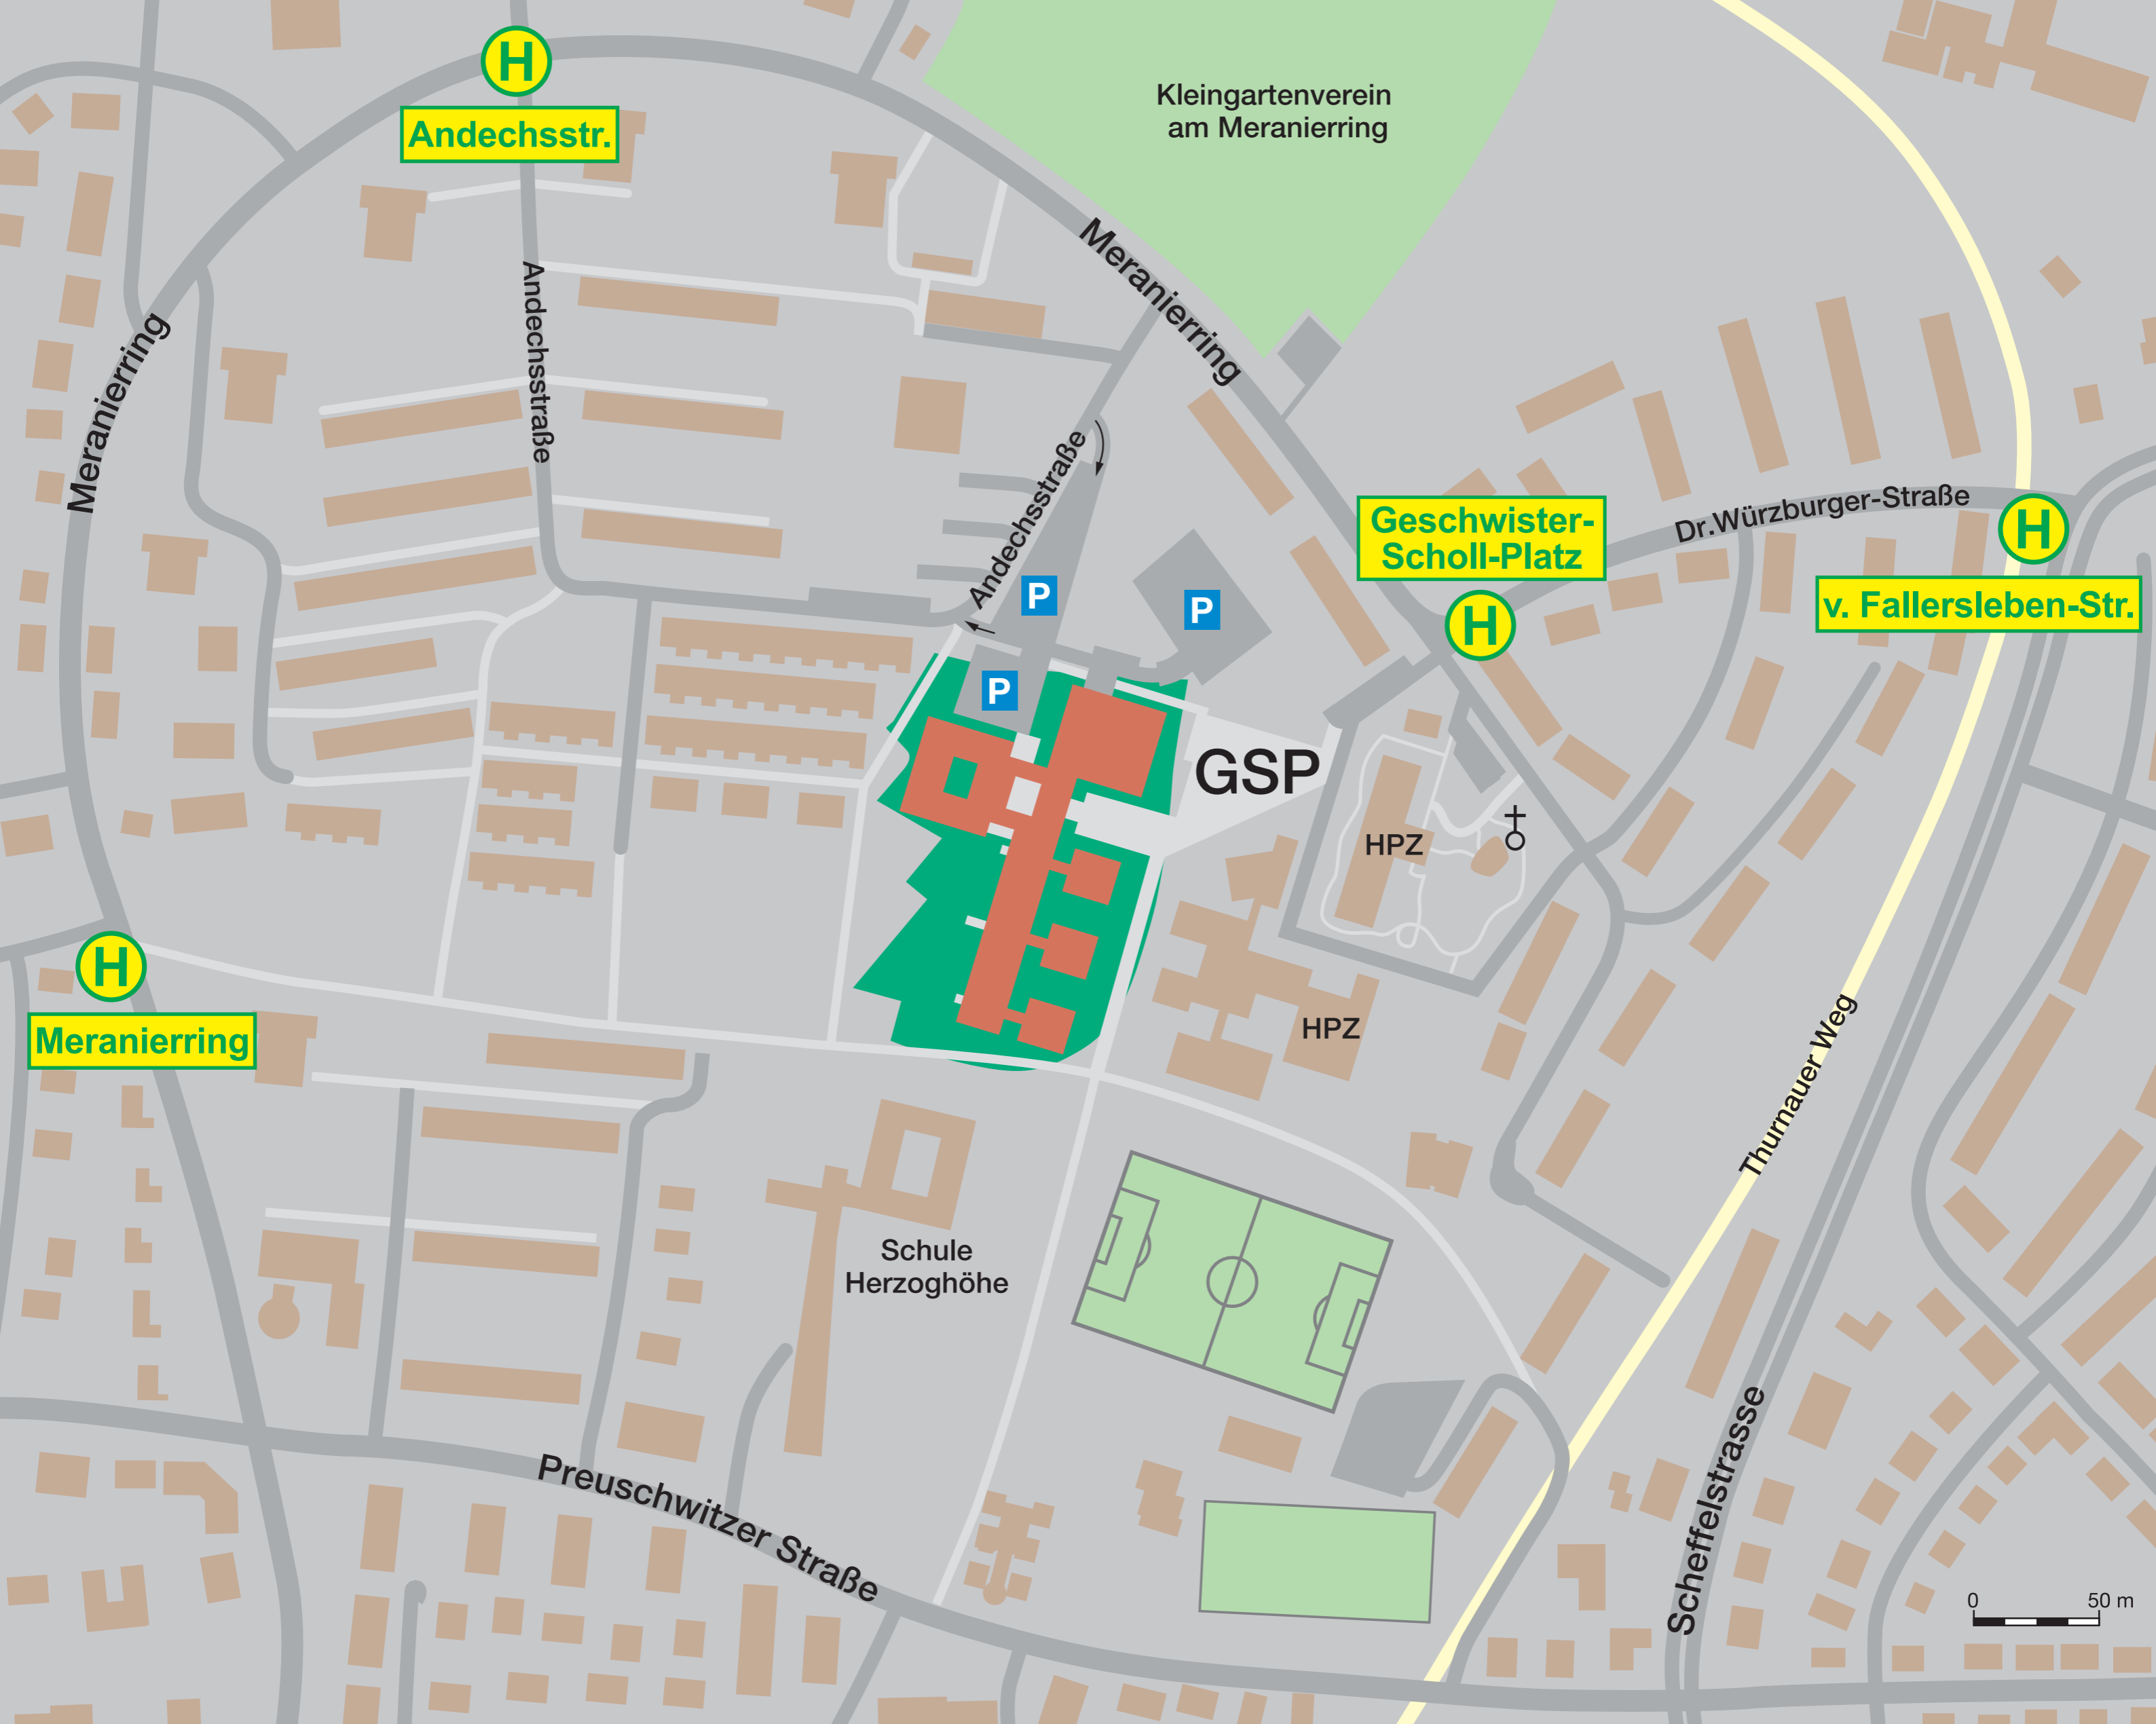 H
Andechsstr.
Kleingartenverein
am Meranierring
Meranierring
Meranierring
Andechsstraße
Andechsstraße
Geschwister-
Scholl-Platz
H
Dr.Würzburger-Straße
H
v. Fallersleben-Str.
P
P
P
GSP
HPZ
HPZ
H
Meranierring
Thurnauer Weg
Schule
Herzoghöhe
Preuschwitzer Straße
Scheffelstrasse
0 50 m